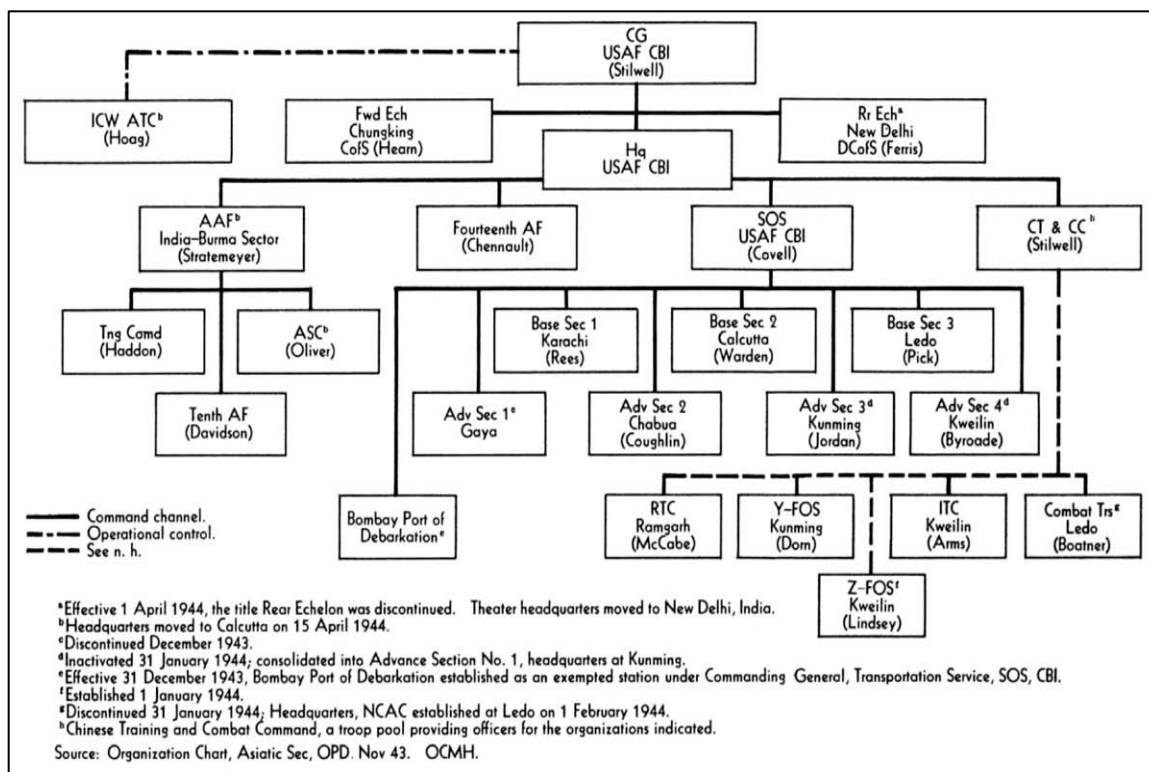 CG
USAF CBI
(Stilwell)
ICW ATCᵇ
(Hoag)
Fwd Ech
Chungking
CofS (Hearn)
Rr Echᵃ
New Delhi
DCofS (Ferris)
Hq
USAF CBI
AAFᵇ
India–Burma Sector
(Stratemeyer)
Fourteenth AF
(Chennault)
SOS
USAF CBI
(Covell)
CT & CCʰ
(Stilwell)
Tng Comd
(Haddon)
ASCᵇ
(Oliver)
Tenth AF
(Davidson)
Base Sec 1
Karachi
(Rees)
Base Sec 2
Calcutta
(Warden)
Base Sec 3
Ledo
(Pick)
Adv Sec 1ᶜ
Gaya
Adv Sec 2
Chabua
(Coughlin)
Adv Sec 3ᵈ
Kunming
(Jordan)
Adv Sec 4ᵈ
Kweilin
(Byroade)
Bombay Port of
Debarkationᵉ
RTC
Ramgarh
(McCabe)
Y–FOS
Kunming
(Dorn)
ITC
Kweilin
(Arms)
Combat Trsᵍ
Ledo
(Boatner)
Z–FOSᶠ
Kweilin
(Lindsey)
Command channel.
Operational control.
See n. h.
ᵃEffective 1 April 1944, the title Rear Echelon was discontinued. Theater headquarters moved to New Delhi, India.
ᵇHeadquarters moved to Calcutta on 15 April 1944.
ᶜDiscontinued December 1943.
ᵈInactivated 31 January 1944; consolidated into Advance Section No. 1, headquarters at Kunming.
ᵉEffective 31 December 1943, Bombay Port of Debarkation established as an exempted station under Commanding General, Transportation Service, SOS, CBI.
ᶠEstablished 1 January 1944.
ᵍDiscontinued 31 January 1944; Headquarters, NCAC established at Ledo on 1 February 1944.
ʰChinese Training and Combat Command, a troop pool providing officers for the organizations indicated.
Source: Organization Chart, Asiatic Sec, OPD. Nov 43. OCMH.